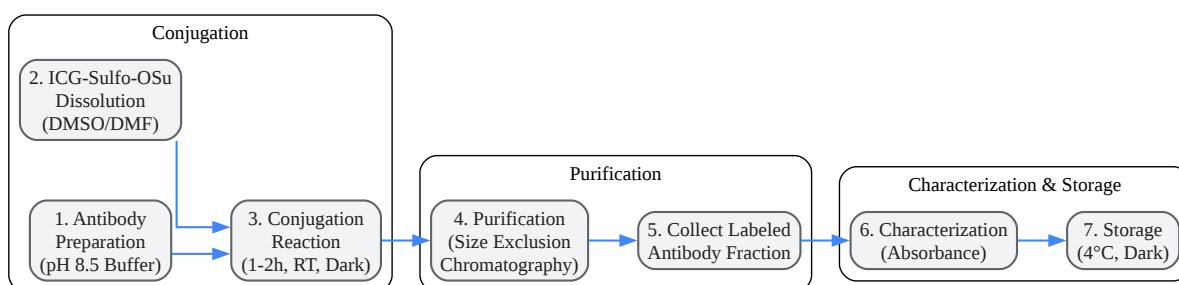 Conjugation
2. ICG-Sulfo-OSu
Dissolution
(DMSO/DMF)
1. Antibody
Preparation
(pH 8.5 Buffer)
3. Conjugation
Reaction
(1-2h, RT, Dark)
Purification
4. Purification
(Size Exclusion
Chromatography)
5. Collect Labeled
Antibody Fraction
Characterization & Storage
6. Characterization
(Absorbance)
7. Storage
(4°C, Dark)